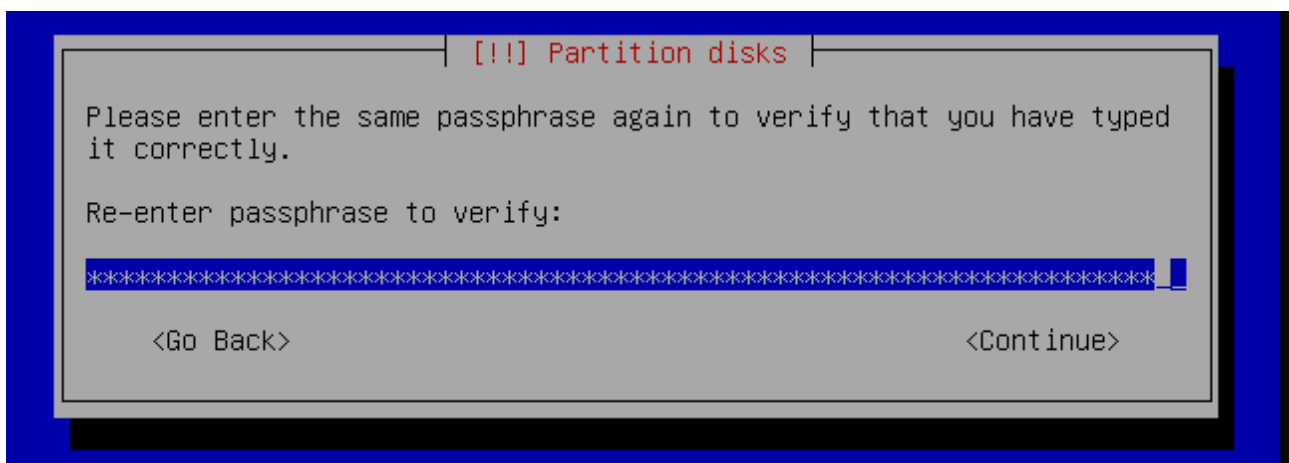 [!!] Partition disks
Please enter the same passphrase again to verify that you have typed
it correctly.
Re-enter passphrase to verify:
*******************************************************************_
<Go Back> <Continue>